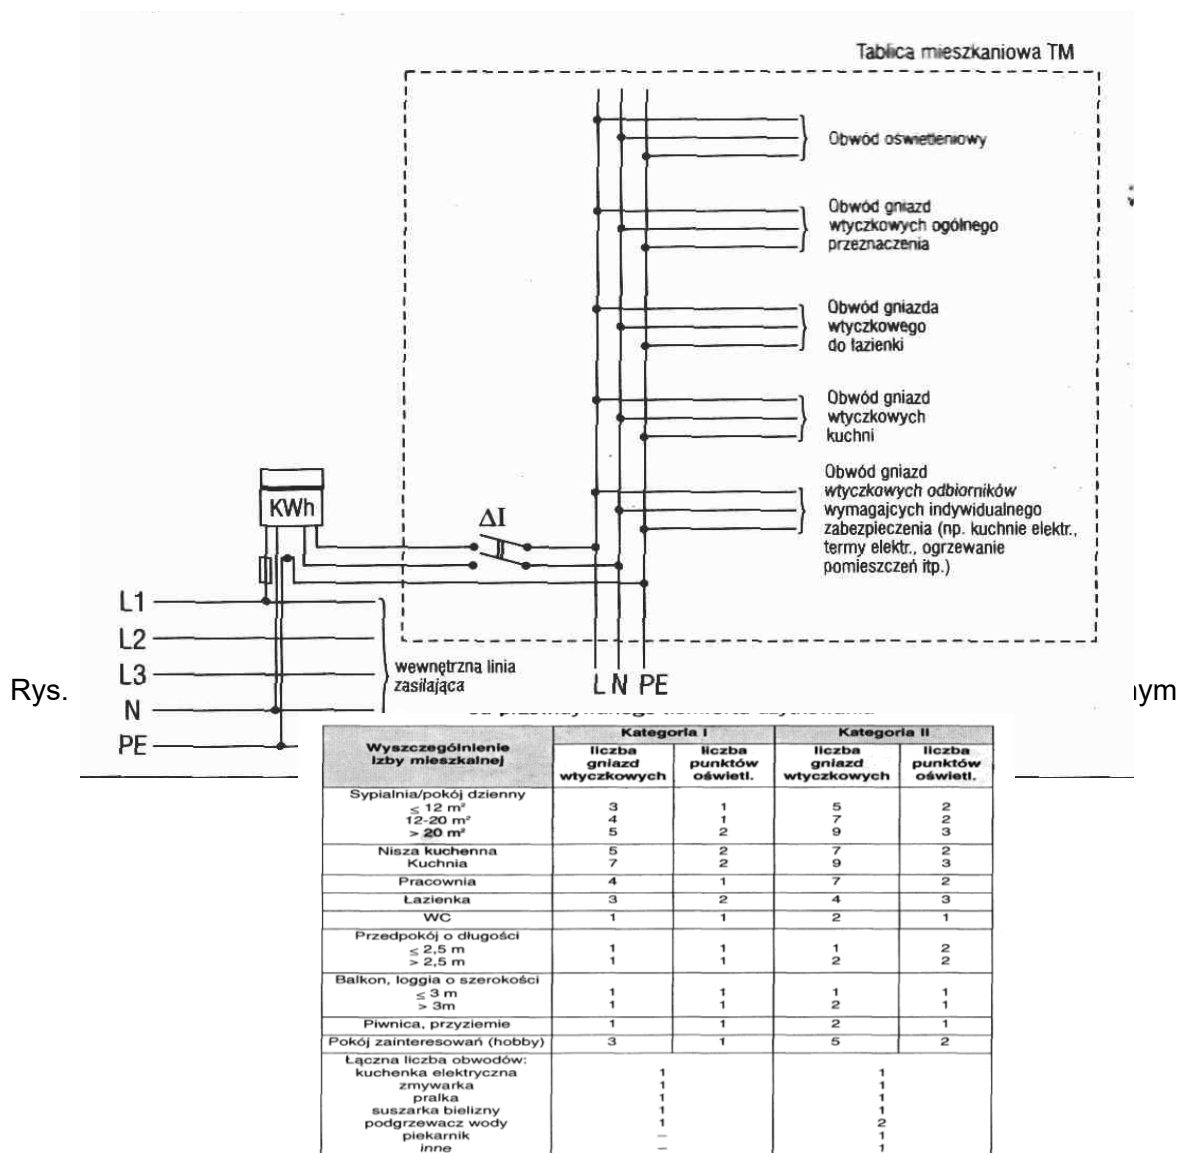 Tablica mieszkaniowa TM
Obwód oświetleniowy
Obwód gniazd
wtyczkowych ogólnego
przeznaczenia
Obwód gniazda
wtyczkowego
do łazienki
Obwód gniazd
wtyczkowych
kuchni
Obwód gniazd
wtyczkowych odbiorników
wymagajcych indywidualnego
zabezpieczenia (np. kuchnie elektr.,
termy elektr., ogrzewanie
pomieszczeń itp.)
KWh
ΔI
L1
L2
L3
N
PE
wewnętrzna linia
zasilająca
L N PE
Rys.
nym
Wyszczególnienie izby mieszkalnej
Kategoria I Kategoria II
liczba gniazd wtyczkowych liczba punktów oświetl. liczba gniazd wtyczkowych liczba punktów oświetl.
Sypialnia/pokój dzienny
≤ 12 m² 3 1 5 2
12-20 m² 4 1 7 2
> 20 m² 5 2 9 3
Nisza kuchenna 5 2 7 2
Kuchnia 7 2 9 3
Pracownia 4 1 7 2
Łazienka 3 2 4 3
WC 1 1 2 1
Przedpokój o długości
≤ 2,5 m 1 1 1 2
> 2,5 m 1 1 2 2
Balkon, loggia o szerokości
≤ 3 m 1 1 1 1
> 3m 1 1 2 1
Piwnica, przyziemie 1 1 2 1
Pokój zainteresowań (hobby) 3 1 5 2
Łączna liczba obwodów:
kuchenka elektryczna 1 1
zmywarka 1 1
pralka 1 1
suszarka bielizny 1 1
podgrzewacz wody 1 2
piekarnik – 1
inne – 1